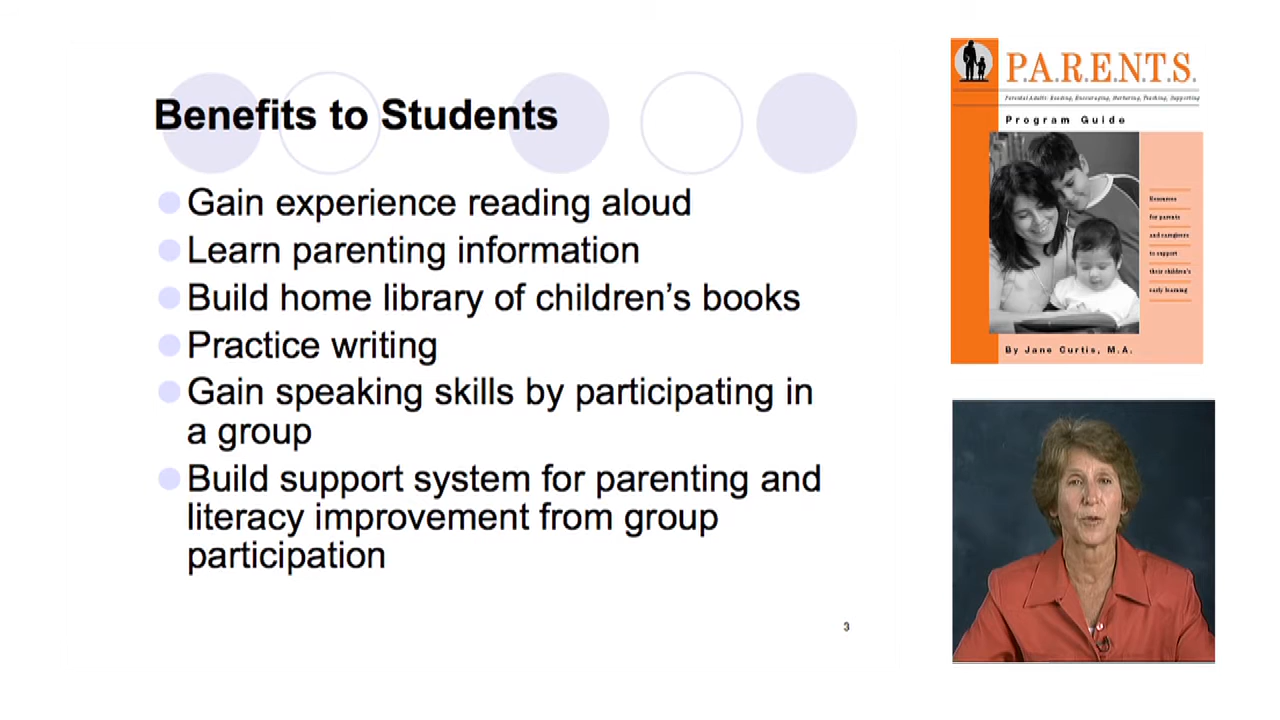 Benefits to Students
Gain experience reading aloud
Learn parenting information
Build home library of children's books
Practice writing
Gain speaking skills by participating in
a group
Build support system for parenting and
literacy improvement from group
participation
3
P.A.R.E.N.T.S.
Parental Adults: Reading, Encouraging, Nurturing, Teaching, Supporting
Program Guide
Resources
for parents
and caregivers
to support
their children's
early learning
By Jane Curtis, M.A.